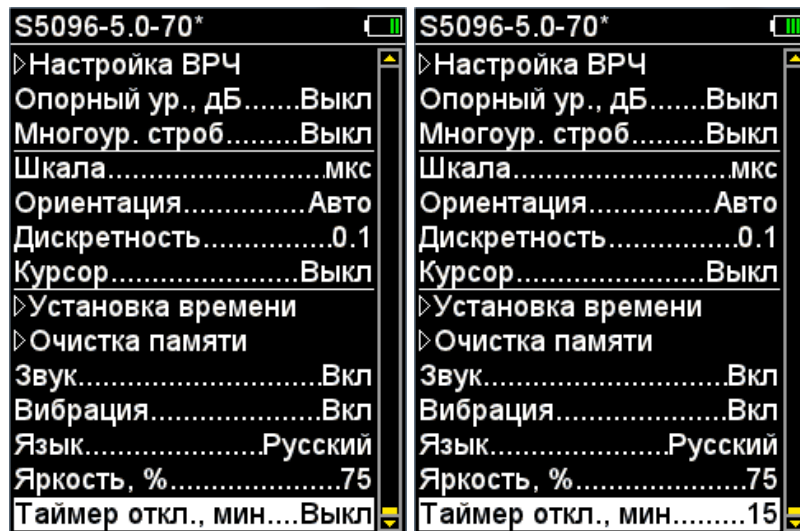 S5096-5.0-70*
Настройка ВРЧ
Опорный ур., дБ.......Выкл
Многоур. строб.........Выкл
Шкала.............................мкс
Ориентация................Авто
Дискретность.................0.1
Курсор............................Выкл
Установка времени
Очистка памяти
Звук................................Вкл
Вибрация.....................Вкл
Язык.......................Русский
Яркость, %......................75
Таймер откл., мин....Выкл
S5096-5.0-70*
Настройка ВРЧ
Опорный ур., дБ.......Выкл
Многоур. строб.........Выкл
Шкала.............................мкс
Ориентация................Авто
Дискретность.................0.1
Курсор............................Выкл
Установка времени
Очистка памяти
Звук................................Вкл
Вибрация.....................Вкл
Язык.......................Русский
Яркость, %......................75
Таймер откл., мин.........15